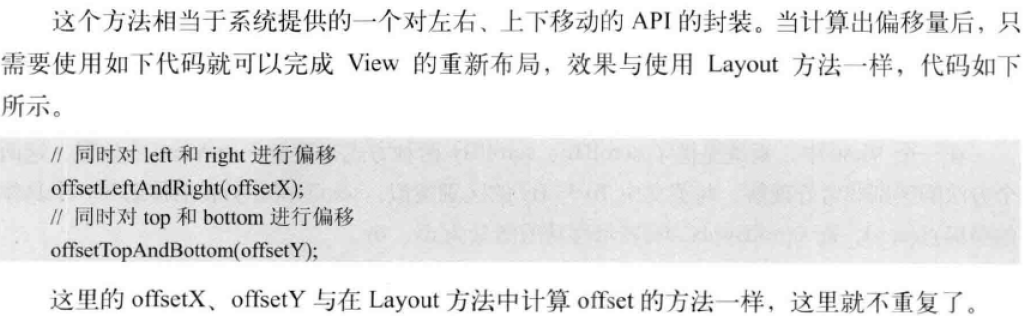 这个方法相当于系统提供的一个对左右、上下移动的 API 的封装。当计算出偏移量后，只
需要使用如下代码就可以完成 View 的重新布局，效果与使用 Layout 方法一样，代码如下
所示。
// 同时对 left 和 right 进行偏移
offsetLeftAndRight(offsetX);
// 同时对 top 和 bottom 进行偏移
offsetTopAndBottom(offsetY);
这里的 offsetX、offsetY 与在 Layout 方法中计算 offset 的方法一样，这里就不重复了。